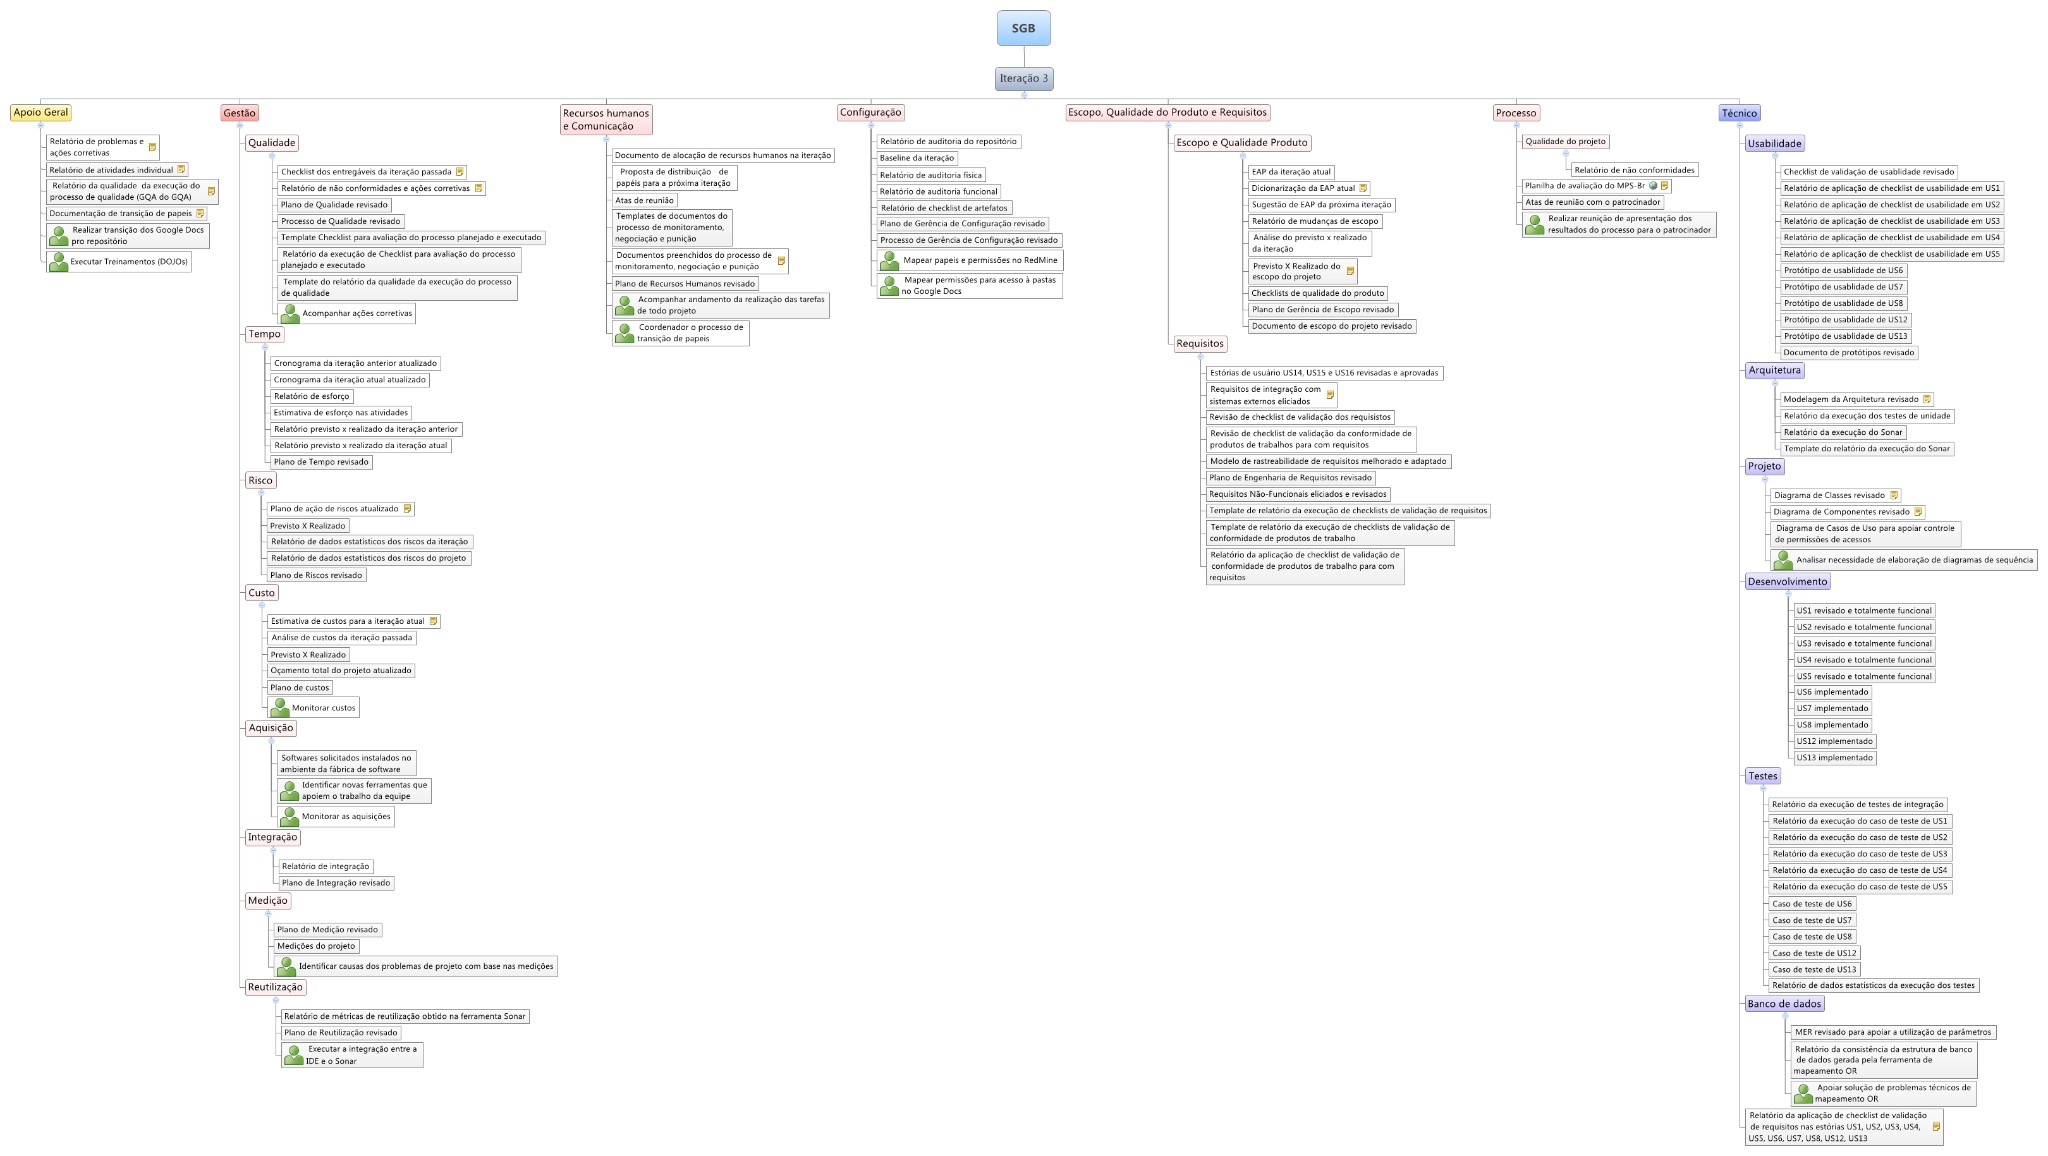 SGB
Iteração 3
Apoio Geral
Relatório de problemas e
ações corretivas
Relatório de atividades individual
Relatório da qualidade da execução do
processo de qualidade (GQA do GQA)
Documentação de transição de papeis
Realizar transição dos Google Docs
pro repositório
Executar Treinamentos (DOJOs)
Gestão
Qualidade
Checklist dos entregáveis da iteração passada
Relatório de não conformidades e ações corretivas
Plano de Qualidade revisado
Processo de Qualidade revisado
Template Checklist para avaliação do processo planejado e executado
Relatório da execução de Checklist para avaliação do processo
planejado e executado
Template do relatório da qualidade da execução do processo
de qualidade
Acompanhar ações corretivas
Tempo
Cronograma da iteração anterior atualizado
Cronograma da iteração atual atualizado
Relatório de esforço
Estimativa de esforço nas atividades
Relatório previsto x realizado da iteração anterior
Relatório previsto x realizado da iteração atual
Plano de Tempo revisado
Risco
Plano de ação de riscos atualizado
Previsto X Realizado
Relatório de dados estatísticos dos riscos da iteração
Relatório de dados estatísticos dos riscos do projeto
Plano de Riscos revisado
Custo
Estimativa de custos para a iteração atual
Análise de custos da iteração passada
Previsto X Realizado
Orçamento total do projeto atualizado
Plano de custos
Monitorar custos
Aquisição
Softwares solicitados instalados no
ambiente da fábrica de software
Identificar novas ferramentas que
apoiem o trabalho da equipe
Monitorar as aquisições
Integração
Relatório de integração
Plano de Integração revisado
Medição
Plano de Medição revisado
Medições do projeto
Identificar causas dos problemas de projeto com base nas medições
Reutilização
Relatório de métricas de reutilização obtido na ferramenta Sonar
Plano de Reutilização revisado
Executar a integração entre a
IDE e o Sonar
Recursos humanos
e Comunicação
Documento de alocação de recursos humanos na iteração
Proposta de distribuição de
papéis para a próxima iteração
Atas de reunião
Templates de documentos do
processo de monitoramento,
negociação e punição
Documentos preenchidos do processo de
monitoramento, negociação e punição
Plano de Recursos Humanos revisado
Acompanhar andamento da realização das tarefas
de todo projeto
Coordenador o processo de
transição de papeis
Configuração
Relatório de auditoria do repositório
Baseline da iteração
Relatório de auditoria física
Relatório de auditoria funcional
Relatório de checklist de artefatos
Plano de Gerência de Configuração revisado
Processo de Gerência de Configuração revisado
Mapear papeis e permissões no RedMine
Mapear permissões para acesso à pastas
no Google Docs
Escopo, Qualidade do Produto e Requisitos
Escopo e Qualidade Produto
EAP da iteração atual
Dicionarização da EAP atual
Sugestão de EAP da próxima iteração
Relatório de mudanças de escopo
Análise do previsto x realizado
da iteração
Previsto X Realizado do
escopo do projeto
Checklists de qualidade do produto
Plano de Gerência de Escopo revisado
Documento de escopo do projeto revisado
Requisitos
Estórias de usuário US14, US15 e US16 revisadas e aprovadas
Requisitos de integração com
sistemas externos eliciados
Revisão de checklist de validação dos requisistos
Revisão de checklist de validação da conformidade de
produtos de trabalhos para com requisitos
Modelo de rastreabilidade de requisitos melhorado e adaptado
Plano de Engenharia de Requisitos revisado
Requisitos Não-Funcionais eliciados e revisados
Template de relatório da execução de checklists de validação de requisitos
Template de relatório da execução de checklists de validação de
conformidade de produtos de trabalho
Relatório da aplicação de checklist de validação de
conformidade de produtos de trabalho para com
requisitos
Processo
Qualidade do projeto
Relatório de não conformidades
Planilha de avaliação do MPS-Br
Atas de reunião com o patrocinador
Realizar reunião de apresentação dos
resultados do processo para o patrocinador
Técnico
Usabilidade
Checklist de validação de usabilidade revisado
Relatório de aplicação de checklist de usabilidade em US1
Relatório de aplicação de checklist de usabilidade em US2
Relatório de aplicação de checklist de usabilidade em US3
Relatório de aplicação de checklist de usabilidade em US4
Relatório de aplicação de checklist de usabilidade em US5
Protótipo de usablidade de US6
Protótipo de usablidade de US7
Protótipo de usablidade de US8
Protótipo de usablidade de US12
Protótipo de usablidade de US13
Documento de protótipos revisado
Arquitetura
Modelagem da Arquitetura revisado
Relatório da execução dos testes de unidade
Relatório da execução do Sonar
Template do relatório da execução do Sonar
Projeto
Diagrama de Classes revisado
Diagrama de Componentes revisado
Diagrama de Casos de Uso para apoiar controle
de permissões de acessos
Analisar necessidade de elaboração de diagramas de sequência
Desenvolvimento
US1 revisado e totalmente funcional
US2 revisado e totalmente funcional
US3 revisado e totalmente funcional
US4 revisado e totalmente funcional
US5 revisado e totalmente funcional
US6 implementado
US7 implementado
US8 implementado
US12 implementado
US13 implementado
Testes
Relatório da execução de testes de integração
Relatório da execução do caso de teste de US1
Relatório da execução do caso de teste de US2
Relatório da execução do caso de teste de US3
Relatório da execução do caso de teste de US4
Relatório da execução do caso de teste de US5
Caso de teste de US6
Caso de teste de US7
Caso de teste de US8
Caso de teste de US12
Caso de teste de US13
Relatório de dados estatísticos da execução dos testes
Banco de dados
MER revisado para apoiar a utilização de parâmetros
Relatório da consistência da estrutura de banco
de dados gerada pela ferramenta de
mapeamento OR
Apoiar solução de problemas técnicos de
mapeamento OR
Relatório da aplicação de checklist de validação
de requisitos nas estórias US1, US2, US3, US4,
US5, US6, US7, US8, US12, US13